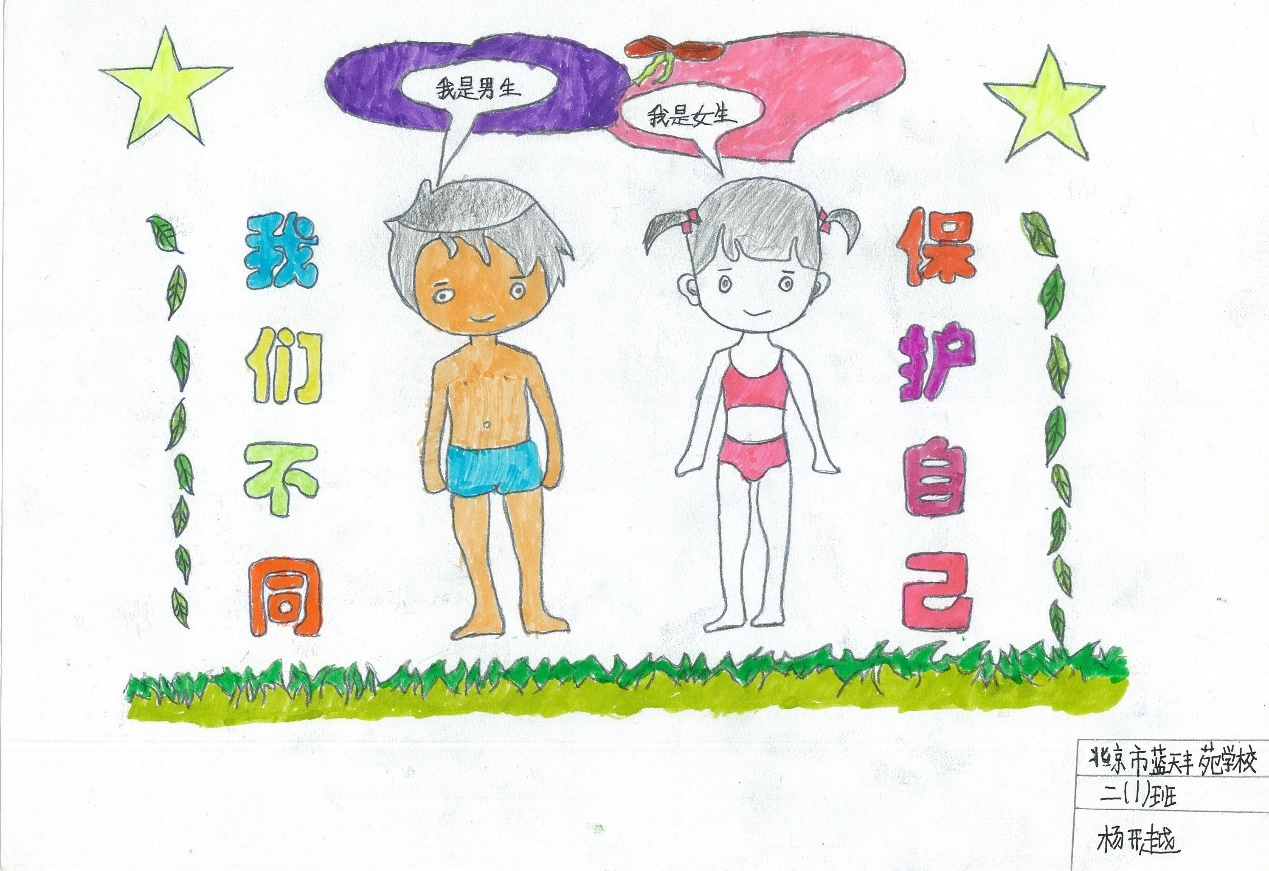 我是男生
我是女生
我们不同
保护自己
北京市蓝天丰苑学校
二(1)班
杨开越